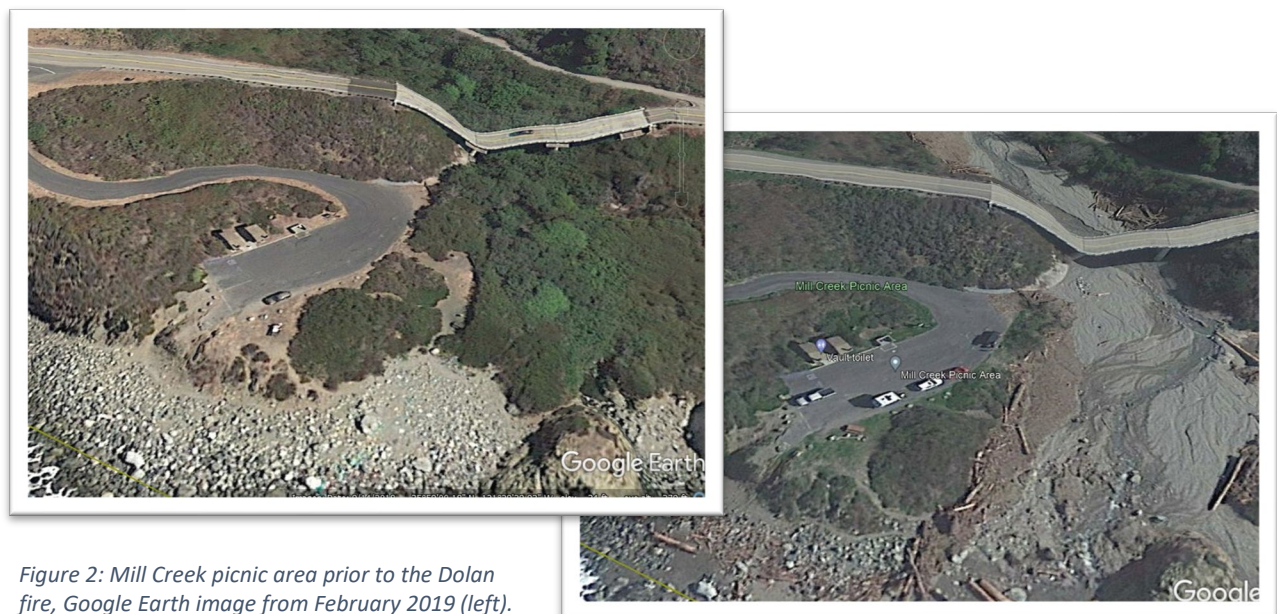 Google Earth
Mill Creek Picnic Area
Vault toilet
Mill Creek Picnic Area
Google
Figure 2: Mill Creek picnic area prior to the Dolan
fire, Google Earth image from February 2019 (left).